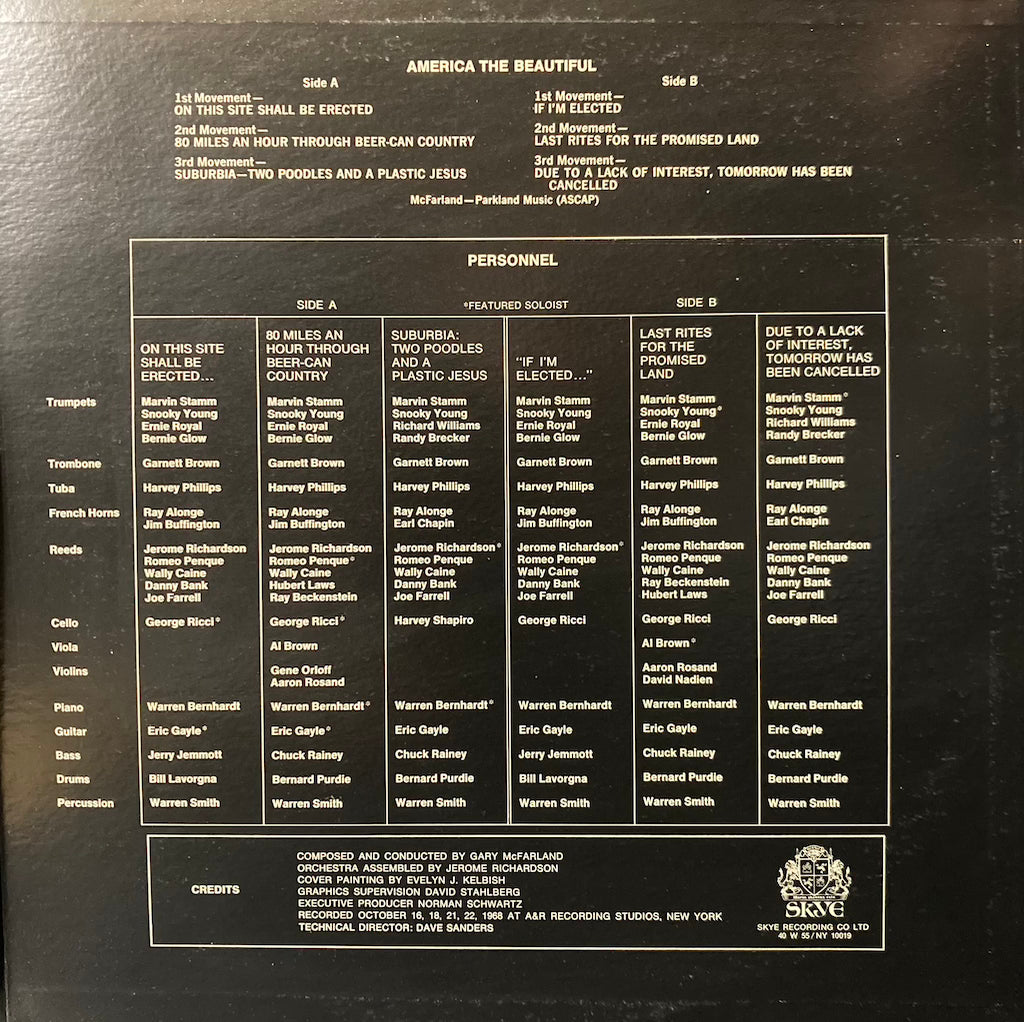 AMERICA THE BEAUTIFUL
Side A
1st Movement—
ON THIS SITE SHALL BE ERECTED
2nd Movement—
80 MILES AN HOUR THROUGH BEER-CAN COUNTRY
3rd Movement—
SUBURBIA—TWO POODLES AND A PLASTIC JESUS
Side B
1st Movement—
IF I'M ELECTED
2nd Movement—
LAST RITES FOR THE PROMISED LAND
3rd Movement—
DUE TO A LACK OF INTEREST, TOMORROW HAS BEEN
CANCELLED
McFarland—Parkland Music (ASCAP)
PERSONNEL
SIDE A *FEATURED SOLOIST SIDE B
Trumpets
Trombone
Tuba
French Horns
Reeds
Cello
Viola
Violins
Piano
Guitar
Bass
Drums
Percussion
ON THIS SITE
SHALL BE
ERECTED...
Marvin Stamm
Snooky Young
Ernie Royal
Bernie Glow
Garnett Brown
Harvey Phillips
Ray Alonge
Jim Buffington
Jerome Richardson
Romeo Penque
Wally Caine
Danny Bank
Joe Farrell
George Ricci*
Warren Bernhardt
Eric Gayle*
Jerry Jemmott
Bill Lavorgna
Warren Smith
80 MILES AN
HOUR THROUGH
BEER-CAN
COUNTRY
Marvin Stamm
Snooky Young
Ernie Royal
Bernie Glow
Garnett Brown
Harvey Phillips
Ray Alonge
Jim Buffington
Jerome Richardson
Romeo Penque*
Wally Caine
Hubert Laws
Ray Beckenstein
George Ricci*
Al Brown
Gene Orloff
Aaron Rosand
Warren Bernhardt*
Eric Gayle*
Chuck Rainey
Bernard Purdie
Warren Smith
SUBURBIA:
TWO POODLES
AND A
PLASTIC JESUS
Marvin Stamm
Snooky Young
Richard Williams
Randy Brecker
Garnett Brown
Harvey Phillips
Ray Alonge
Earl Chapin
Jerome Richardson*
Romeo Penque
Wally Caine
Danny Bank
Joe Farrell
Harvey Shapiro
Warren Bernhardt*
Eric Gayle
Chuck Rainey
Bernard Purdie
Warren Smith
"IF I'M
ELECTED..."
Marvin Stamm
Snooky Young
Ernie Royal
Bernie Glow
Garnett Brown
Harvey Phillips
Ray Alonge
Jim Buffington
Jerome Richardson*
Romeo Penque
Wally Caine
Danny Bank
Joe Farrell
George Ricci
Warren Bernhardt
Eric Gayle
Jerry Jemmott
Bill Lavorgna
Warren Smith
LAST RITES
FOR THE
PROMISED
LAND
Marvin Stamm
Snooky Young*
Ernie Royal
Bernie Glow
Garnett Brown
Harvey Phillips
Ray Alonge
Jim Buffington
Jerome Richardson
Romeo Penque
Wally Caine
Ray Beckenstein
Hubert Laws
George Ricci
Al Brown*
Aaron Rosand
David Nadien
Warren Bernhardt
Eric Gayle
Chuck Rainey
Bernard Purdie
Warren Smith
DUE TO A LACK
OF INTEREST,
TOMORROW HAS
BEEN CANCELLED
Marvin Stamm*
Snooky Young
Richard Williams
Randy Brecker
Garnett Brown
Harvey Phillips
Ray Alonge
Earl Chapin
Jerome Richardson
Romeo Penque
Wally Caine
Danny Bank
Joe Farrell
George Ricci
Warren Bernhardt
Eric Gayle
Chuck Rainey
Bernard Purdie
Warren Smith
CREDITS
COMPOSED AND CONDUCTED BY GARY McFARLAND
ORCHESTRA ASSEMBLED BY JEROME RICHARDSON
COVER PAINTING BY EVELYN J. KELBISH
GRAPHICS SUPERVISION DAVID STAHLBERG
EXECUTIVE PRODUCER NORMAN SCHWARTZ
RECORDED OCTOBER 16, 18, 21, 22, 1968 AT A&R RECORDING STUDIOS, NEW YORK
TECHNICAL DIRECTOR: DAVE SANDERS
SKYE
SKYE RECORDING CO LTD
40 W 55/NY 10019